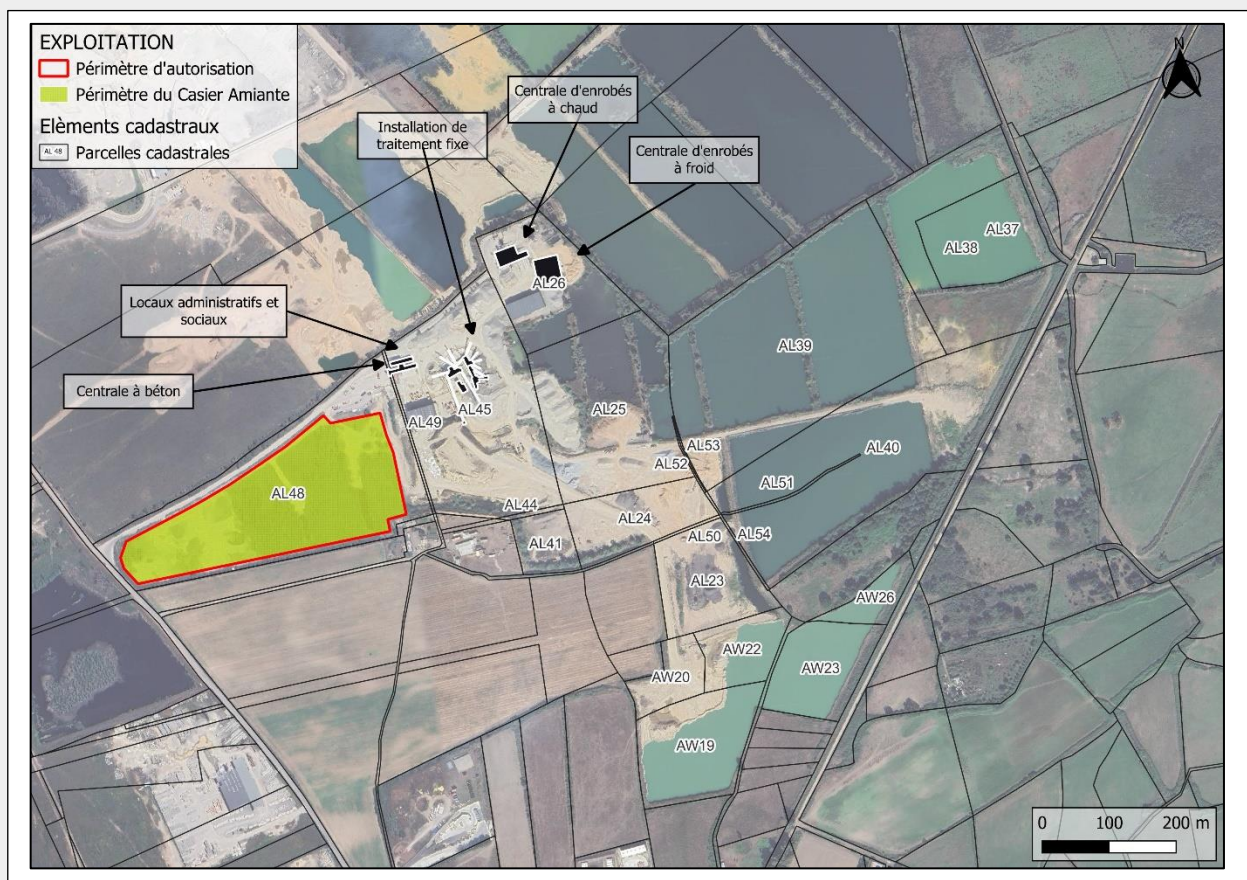 EXPLOITATION
Périmètre d'autorisation
Périmètre du Casier Amiante
Elèments cadastraux
AL 48 Parcelles cadastrales
N
Centrale d'enrobés
à chaud
Installation de
traitement fixe
Centrale d'enrobés
à froid
Locaux administratifs et
sociaux
Centrale à béton
AL37
AL38
AL26
AL39
AL49
AL45
AL25
AL53
AL52
AL40
AL51
AL48
AL44
AL24
AL41
AL50
AL54
AL23
AW26
AW22
AW20
AW23
AW19
0 100 200 m